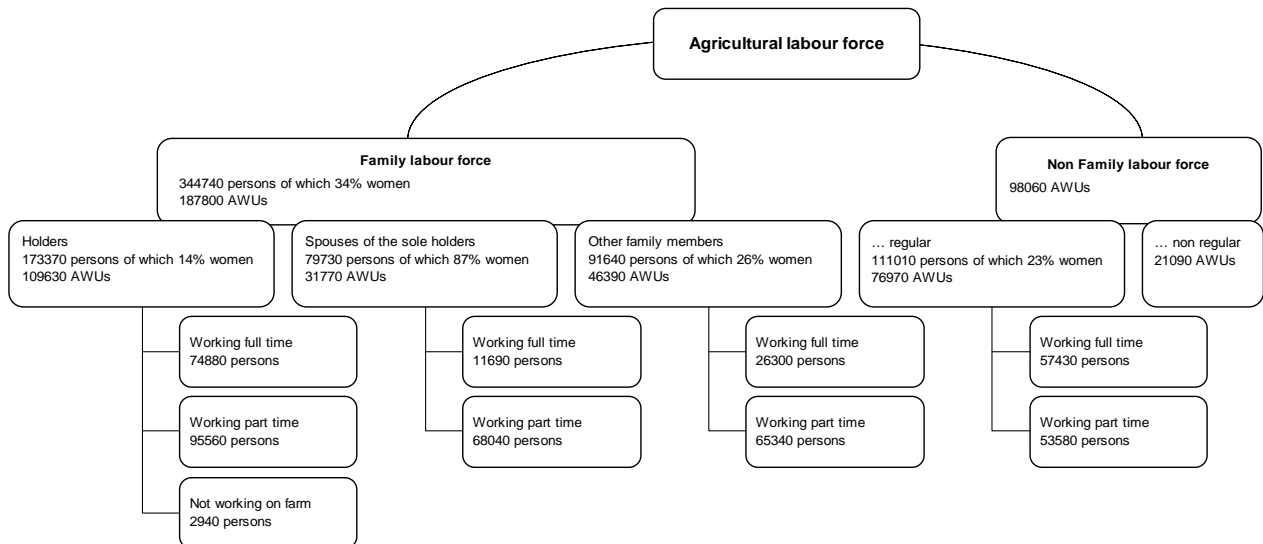 Agricultural labour force
Family labour force
344740 persons of which 34% women
187800 AWUs
Non Family labour force
98060 AWUs
Holders
173370 persons of which 14% women
109630 AWUs
Spouses of the sole holders
79730 persons of which 87% women
31770 AWUs
Other family members
91640 persons of which 26% women
46390 AWUs
... regular
111010 persons of which 23% women
76970 AWUs
... non regular
21090 AWUs
Working full time
74880 persons
Working full time
11690 persons
Working full time
26300 persons
Working full time
57430 persons
Working part time
95560 persons
Working part time
68040 persons
Working part time
65340 persons
Working part time
53580 persons
Not working on farm
2940 persons